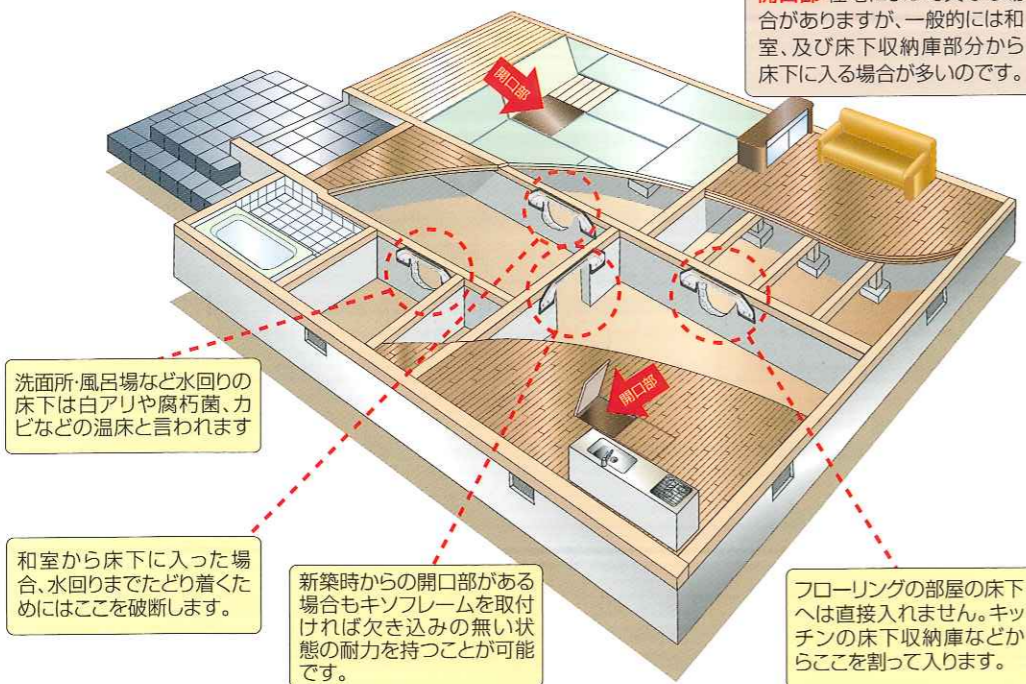 合がありますが、一般的には和
室、及び床下収納庫部分から
床下に入る場合が多いのです。
開口部
開口部
洗面所・風呂場など水回りの
床下は白アリや腐朽菌、カ
ビなどの温床と言われます
和室から床下に入った場
合、水回りまでたどり着くた
めにはここを破断します。
新築時からの開口部がある
場合もキソフレームを取付
ければ欠き込みの無い状
態の耐力を持つことが可能
です。
フローリングの部屋の床下
へは直接入れません。キッ
チンの床下収納庫などか
らここを割って入ります。